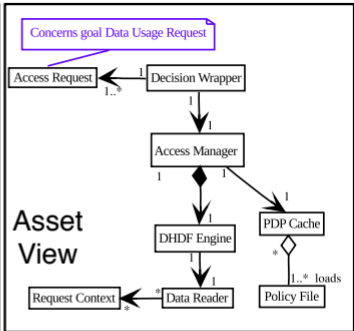 Concerns goal Data Usage Request
Access Request
Decision Wrapper
1
1..*
1
1
Access Manager
1
1
1
1
PDP Cache
DHDF Engine
*
1
1
1..* loads
Request Context
*
*
Data Reader
Policy File
Asset
View